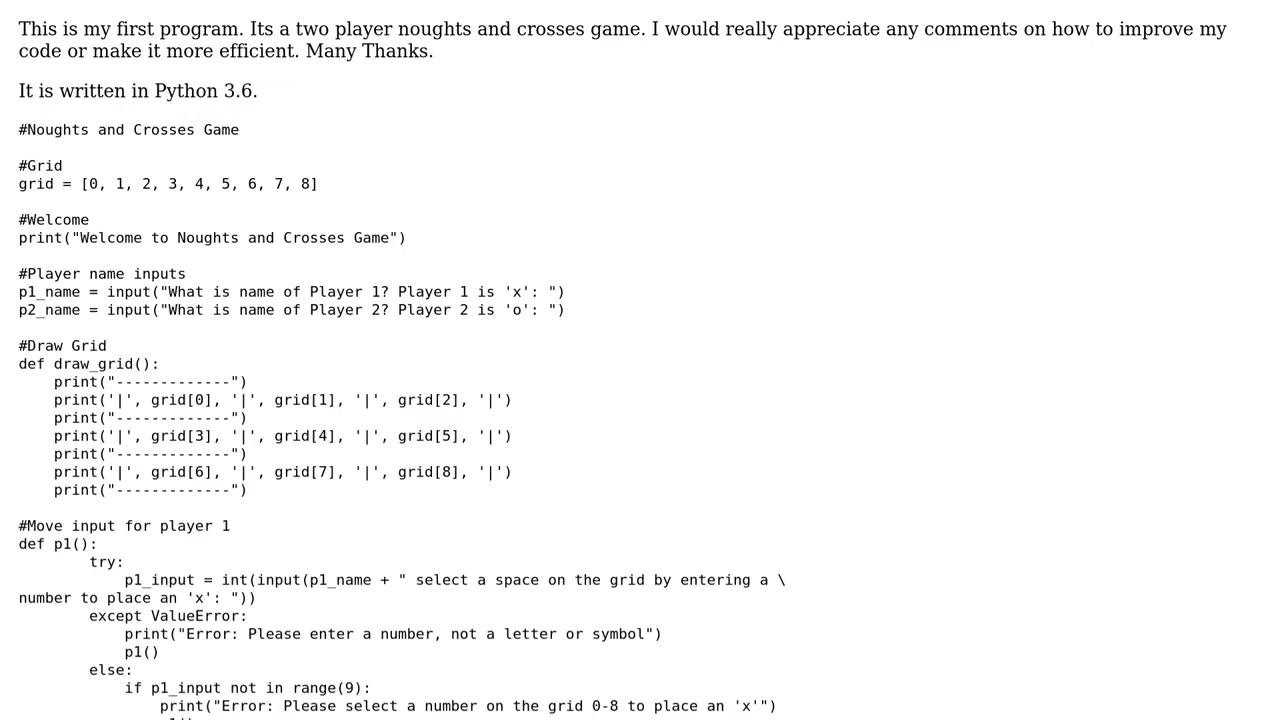 This is my first program. Its a two player noughts and crosses game. I would really appreciate any comments on how to improve my
code or make it more efficient. Many Thanks.
It is written in Python 3.6.
#Noughts and Crosses Game
#Grid
grid = [0, 1, 2, 3, 4, 5, 6, 7, 8]
#Welcome
print("Welcome to Noughts and Crosses Game")
#Player name inputs
p1_name = input("What is name of Player 1? Player 1 is 'x': ")
p2_name = input("What is name of Player 2? Player 2 is 'o': ")
#Draw Grid
def draw_grid():
    print("-------------")
    print('|', grid[0], '|', grid[1], '|', grid[2], '|')
    print("-------------")
    print('|', grid[3], '|', grid[4], '|', grid[5], '|')
    print("-------------")
    print('|', grid[6], '|', grid[7], '|', grid[8], '|')
    print("-------------")
#Move input for player 1
def p1():
        try:
            p1_input = int(input(p1_name + " select a space on the grid by entering a \
number to place an 'x': "))
        except ValueError:
            print("Error: Please enter a number, not a letter or symbol")
            p1()
        else:
            if p1_input not in range(9):
                print("Error: Please select a number on the grid 0-8 to place an 'x'")